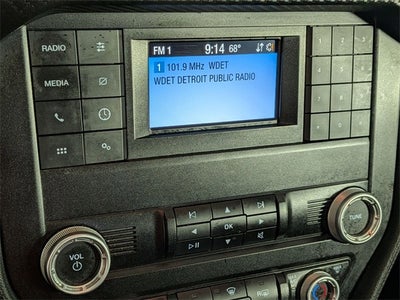 RADIO
MEDIA
FM 1 9:14 68°
1 101.9 MHz WDET
WDET DETROIT PUBLIC RADIO
OK
VOL
TUNE